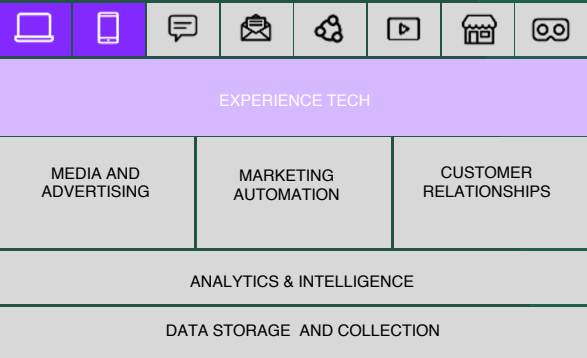 EXPERIENCE TECH
MEDIA AND
ADVERTISING
MARKETING
AUTOMATION
CUSTOMER
RELATIONSHIPS
ANALYTICS & INTELLIGENCE
DATA STORAGE  AND COLLECTION